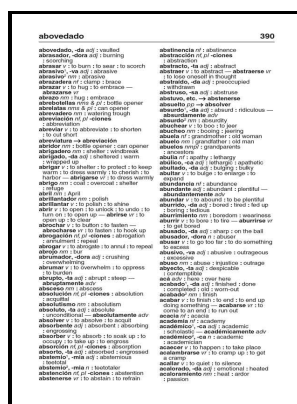 abovedado
390
abovedado, -da adj : vaulted
abrasador, -dora adj : burning
: scorching
abrasar v : to burn : to sear : to scorch
abrasivo¹, -va adj : abrasive
abrasivo² nm : abrasive
abrazadera nf : clamp : brace
abrazar v : to hug : to embrace —
abrazarse vr
abrazo nm : hug : embrace
abrebotellas nms & pl : bottle opener
abrelatas nms & pl : can opener
abrevadero nm : watering trough
abreviación nf, pl -ciones
: abbreviation
abreviar v : to abbreviate : to shorten
: to cut short
abreviatura → abreviación
abridor nm : bottle opener : can opener
abrigadero nm : shelter : windbreak
abrigado, -da adj : sheltered : warm
: wrapped up
abrigar v : to shelter : to protect : to keep
warm : to dress warmly : to cherish : to
harbor — abrigarse vr : to dress warmly
abrigo nm : coat : overcoat : shelter
: refuge
abril nm : April
abrillantador nm : polish
abrillantar v : to polish : to shine
abrir v : to open : to unlock : to undo : to
turn on : to open up — abrirse vr : to
open up : to clear
abrochar v : to button : to fasten —
abrocharse vr : to fasten : to hook up
abrogación nf, pl -ciones : abrogation
: annulment : repeal
abrogar v : to abrogate : to annul : to repeal
abrojo nm : bur
abrumador, -dora adj : crushing
: overwhelming
abrumar v : to overwhelm : to oppress
: to burden
abrupto, -ta adj : abrupt : steep —
abruptamente adv
absceso nm : abscess
absolución nf, pl -ciones : absolution
: acquittal
absolutismo nm : absolutism
absoluto, -ta adj : absolute
: unconditional — absolutamente adv
absolver v : to absolve : to acquit
absorbente adj : absorbent : absorbing
: engrossing
absorber v : to absorb : to soak up : to
occupy : to take up : to engross
absorción nf, pl -ciones : absorption
absorto, -ta adj : absorbed : engrossed
abstemio¹, -mia adj : abstemious
: teetotal
abstemio², -mia n : teetotaler
abstención nf, pl -ciones : abstention
abstenerse vr : to abstain : to refrain
abstinencia nf : abstinence
abstracción nf, pl -ciones
: abstraction
abstracto, -ta adj : abstract
abstraer v : to abstract — abstraerse vr
: to lose oneself in thought
abstraído, -da adj : preoccupied
: withdrawn
abstruso, -sa adj : abstruse
abstuvo, etc. → abstenerse
absuelto pp → absolver
absurdo¹, -da adj : absurd : ridiculous —
absurdamente adv
absurdo² nm : absurdity
abuchear v : to boo : to jeer
abucheo nm : booing : jeering
abuela nf : grandmother : old woman
abuelo nm : grandfather : old man
abuelos nmpl : grandparents
: ancestors
abulia nf : apathy : lethargy
abúlico, -ca adj : lethargic : apathetic
abultado, -da adj : bulging : bulky
abultar v : to bulge : to enlarge : to
expand
abundancia nf : abundance
abundante adj : abundant : plentiful —
abundantemente adv
abundar v : to abound : to be plentiful
aburrido, -da adj : bored : tired : fed up
: boring : tedious
aburrimiento nm : boredom : weariness
aburrir v : to bore : to tire — aburrirse vr
: to get bored
abusado, -da adj : sharp : on the ball
abusador, -dora n : abuser
abusar v : to go too far : to do something
to excess
abusivo, -va adj : abusive : outrageous
: excessive
abuso nm : abuse : injustice : outrage
abyecto, -ta adj : despicable
: contemptible
acá adv : here : over here
acabado¹, -da adj : finished : done
: completed : old : worn-out
acabado² nm : finish
acabar v : to finish : to end : to end up
doing something — acabarse vr : to
come to an end : to run out
acacia nf : acacia
academia nf : academy
académico¹, -ca adj : academic
: scholastic — académicamente adv
académico², -ca n : academic
: academician
acaecer v : to happen : to take place
acalambrarse vr : to cramp up : to get
a cramp
acallar v : to quiet : to silence
acalorado, -da adj : emotional : heated
acaloramiento nm : heat : ardor
: passion